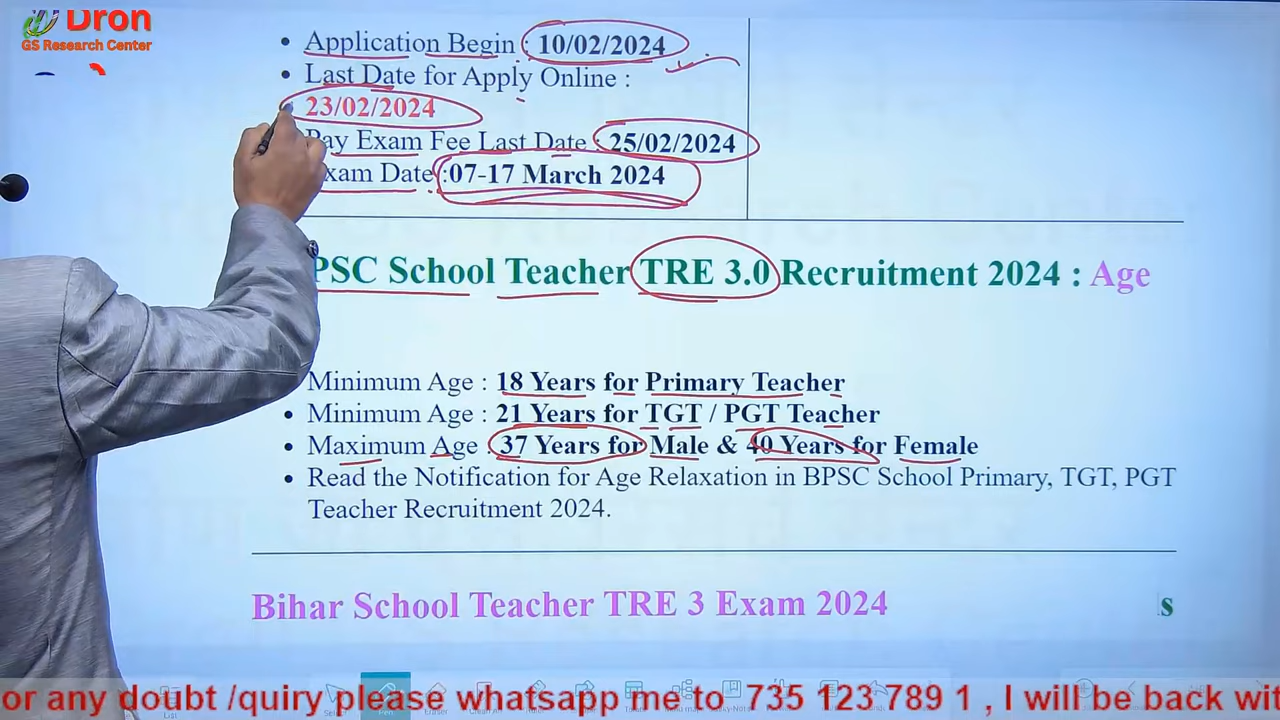 Dron
GS Research Center
Application Begin : 10/02/2024
Last Date for Apply Online :
23/02/2024
Pay Exam Fee Last Date : 25/02/2024
Exam Date :07-17 March 2024
PSC School Teacher TRE 3.0 Recruitment 2024 : Age
Minimum Age : 18 Years for Primary Teacher
Minimum Age : 21 Years for TGT / PGT Teacher
Maximum Age : 37 Years for Male & 40 Years for Female
Read the Notification for Age Relaxation in BPSC School Primary, TGT, PGT
Teacher Recruitment 2024.
Bihar School Teacher TRE 3 Exam 2024 s
or any doubt /quiry please whatsapp me to 735 123 789 1 , I will be back wit